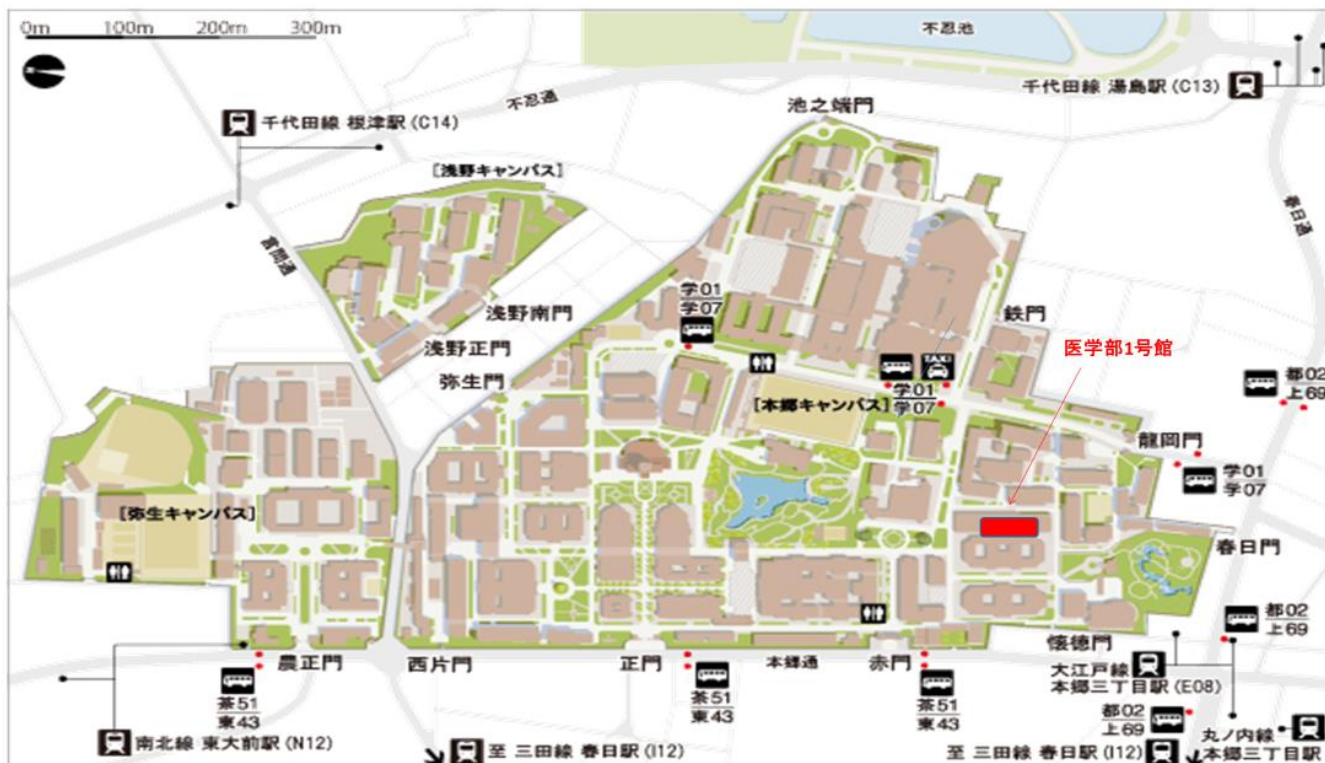 0m 100m 200m 300m
不忍池
千代田線 湯島駅(C13)
不忍通
池之端門
千代田線 根津駅(C14)
[浅野キャンパス]
春日通
言問通
学01
学07
浅野南門
鉄門
浅野正門
医学部1号館
弥生門
TAXI
都02
上69
[本郷キャンパス]
学01
学07
龍岡門
学01
学07
[弥生キャンパス]
春日門
都02
上69
農正門
西片門
正門
本郷通
赤門
懐徳門
大江戸線
本郷三丁目駅(E08)
茶51
東43
茶51
東43
茶51
東43
都02
上69
丸ノ内線
本郷三丁目駅
南北線 東大前駅(N12)
至 三田線 春日駅(I12)
至 三田線 春日駅(I12)